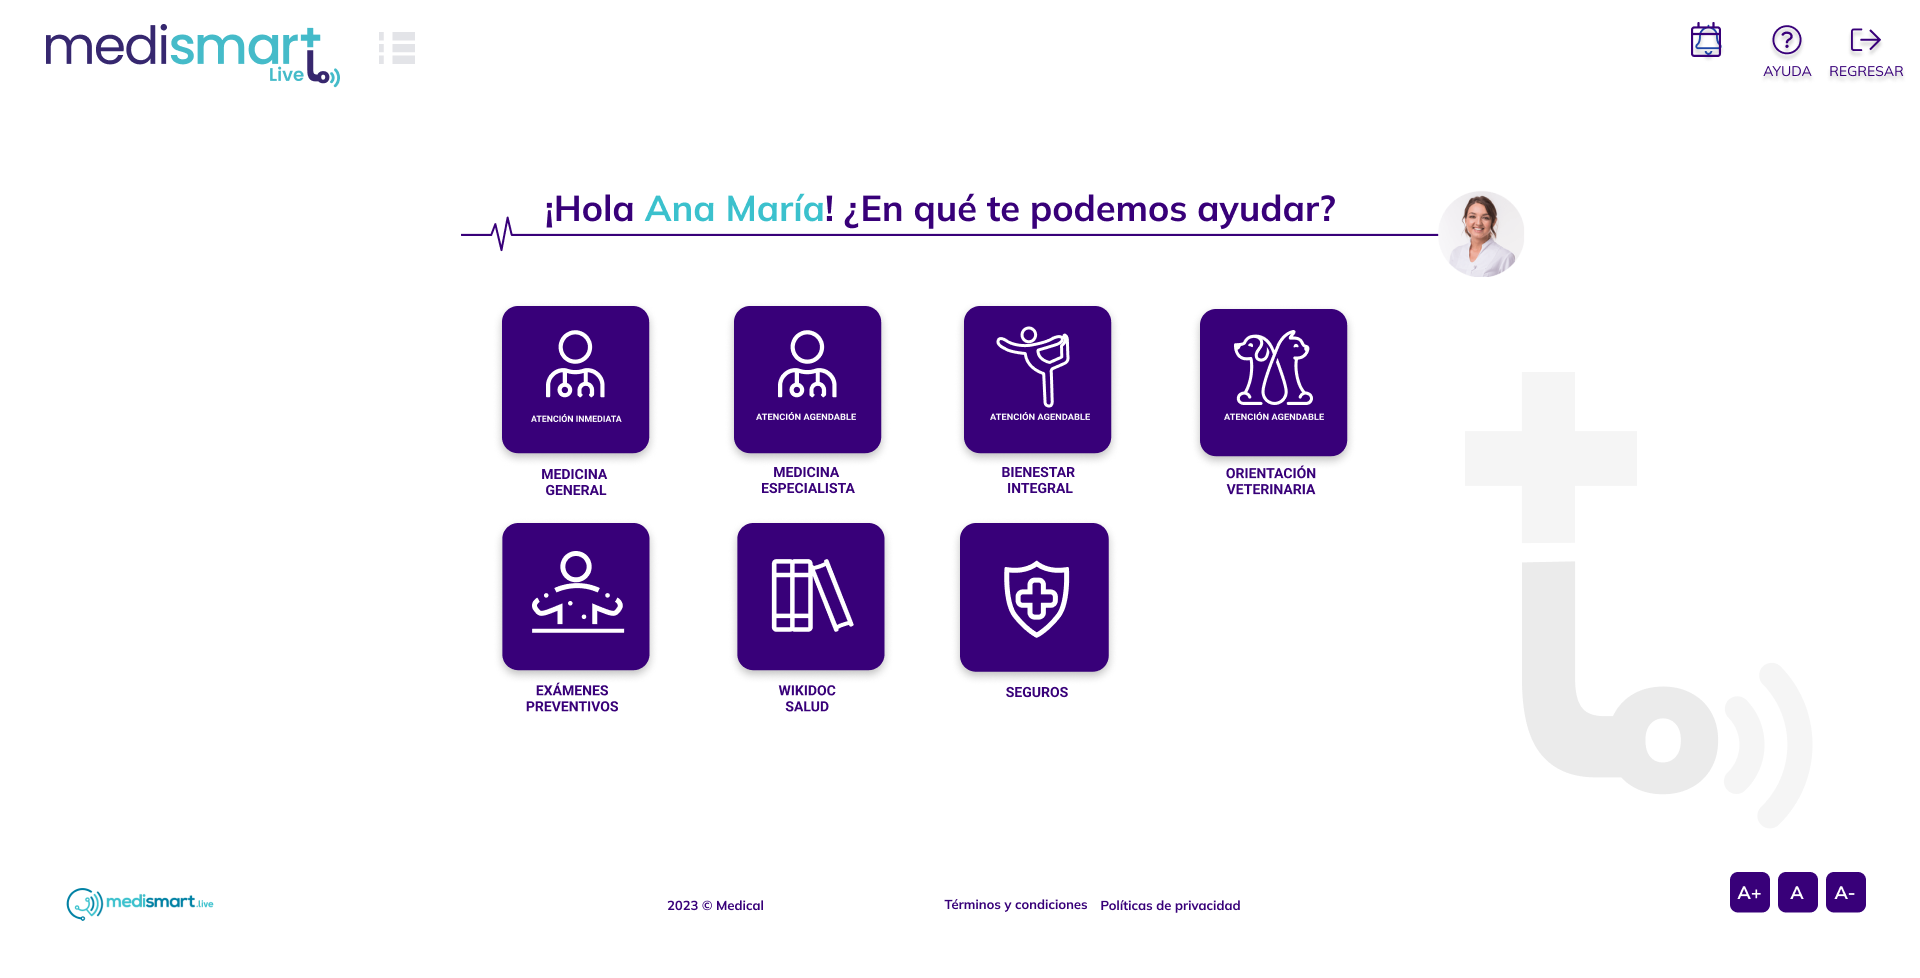 medismart
Live
AYUDA
REGRESAR
¡Hola Ana María! ¿En qué te podemos ayudar?
ATENCIÓN INMEDIATA
MEDICINA
GENERAL
ATENCIÓN AGENDABLE
MEDICINA
ESPECIALISTA
ATENCIÓN AGENDABLE
BIENESTAR
INTEGRAL
ATENCIÓN AGENDABLE
ORIENTACIÓN
VETERINARIA
EXÁMENES
PREVENTIVOS
WIKIDOC
SALUD
SEGUROS
medismart.live
2023 © Medical
Términos y condiciones
Políticas de privacidad
A+
A
A-